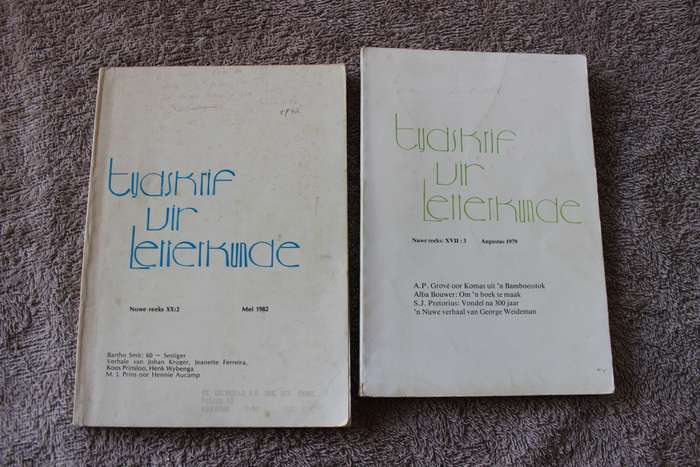 tydskrif
vir
letterkunde
Nuwe reeks XX:2 Mei 1982
Bartho Smit: 60 — Sestiger
Verhale van Johan Kruger, Jeanette Ferreira,
Koos Prinsloo, Henk Wybenga
M. J. Prins oor Hennie Aucamp
tydskrif
vir
letterkunde
Nuwe reeks: XVII : 3 Augustus 1979
A.P. Grové oor Komas uit 'n Bamboesstok
Alba Bouwer: Om 'n boek te maak
S.J. Pretorius: Vondel na 300 jaar
'n Nuwe verhaal van George Weideman